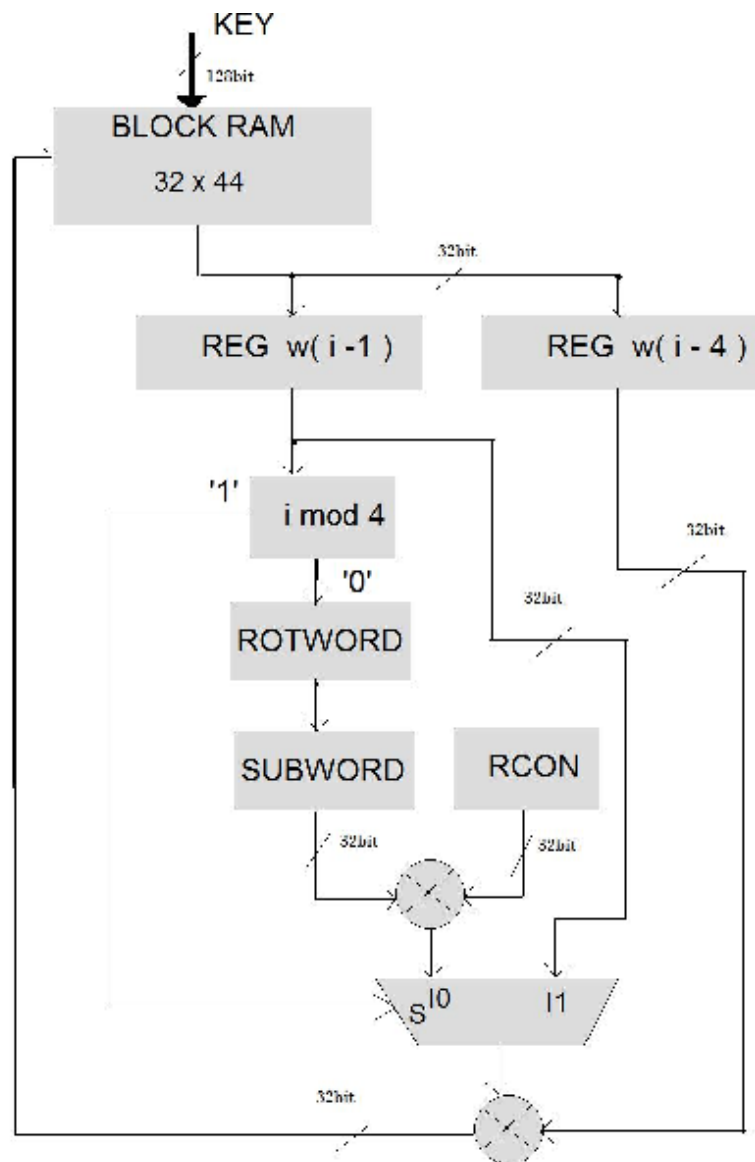 KEY
128bit
BLOCK RAM
32 x 44
32bit
REG w( i -1 )
REG w( i - 4 )
'1'
i mod 4
32bit
'0'
32bit
ROTWORD
SUBWORD
RCON
32bit
32bit
S
I0
I1
32bit